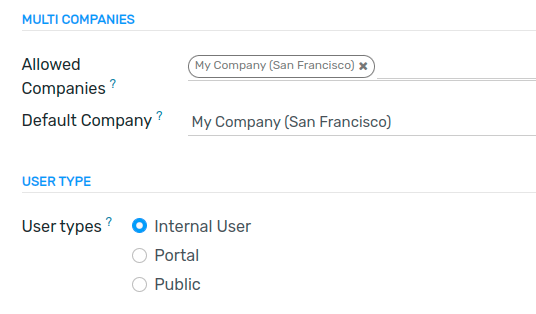 MULTI COMPANIES
Allowed Companies ?
My Company (San Francisco) ×
Default Company ?
My Company (San Francisco)
USER TYPE
User types ?
Internal User
Portal
Public